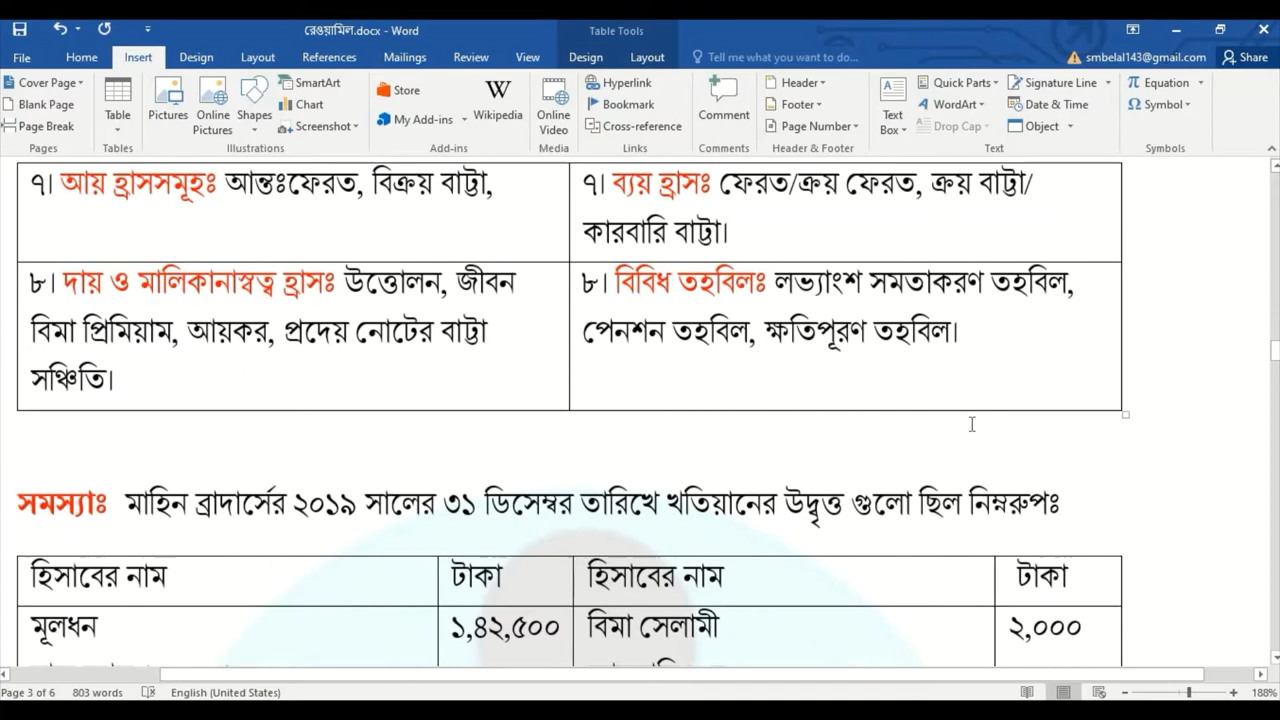 রেওয়ামিল.docx - Word
Table Tools
File Home Insert Design Layout References Mailings Review View Design Layout Tell me what you want to do... smbelal143@gmail.com Share
Cover Page
Blank Page
Page Break
Pages
Table
Tables
Pictures
Online Pictures
Shapes
SmartArt
Chart
Screenshot
Illustrations
Store
My Add-ins
Wikipedia
Add-ins
Online Video
Media
Hyperlink
Bookmark
Cross-reference
Links
Comment
Comments
Header
Footer
Page Number
Header & Footer
Text Box
Quick Parts
WordArt
Drop Cap
Signature Line
Date & Time
Object
Text
Equation
Symbol
Symbols
৭। আয় হ্রাসসমূহঃ আন্তঃফেরত, বিক্রয় বাট্টা,
৭। ব্যয় হ্রাসঃ ফেরত/ক্রয় ফেরত, ক্রয় বাট্টা/
কারবারি বাট্টা।
৮। দায় ও মালিকানাস্বত্ব হ্রাসঃ উত্তোলন, জীবন
বিমা প্রিমিয়াম, আয়কর, প্রদেয় নোটের বাট্টা
সঞ্চিতি।
৮। বিবিধ তহবিলঃ লভ্যাংশ সমতাকরণ তহবিল,
পেনশন তহবিল, ক্ষতিপূরণ তহবিল।
সমস্যাঃ মাহিন ব্রাদার্সের ২০১৯ সালের ৩১ ডিসেম্বর তারিখে খতিয়ানের উদ্বৃত্ত গুলো ছিল নিম্নরুপঃ
হিসাবের নাম টাকা হিসাবের নাম টাকা
মূলধন ১,৪২,৫০০ বিমা সেলামী ২,০০০
Page 3 of 6 803 words English (United States) 188%